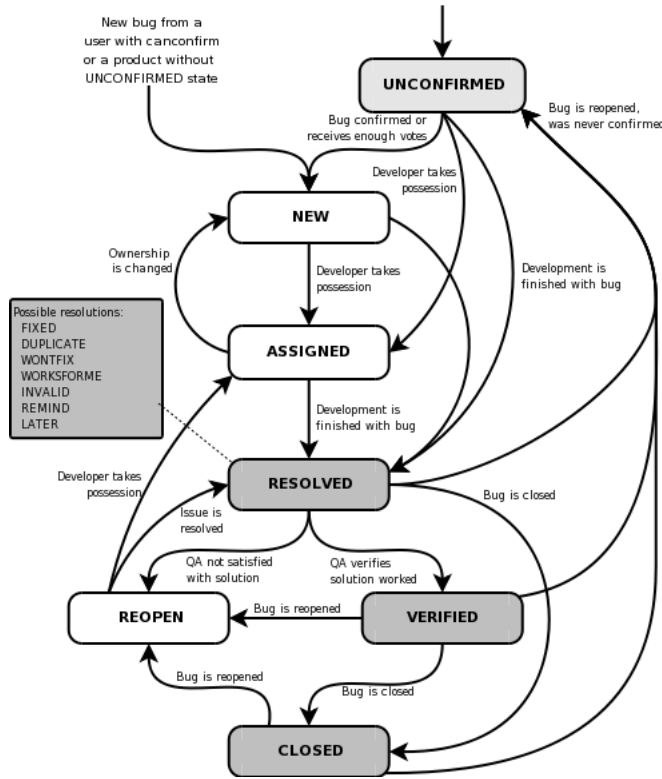 New bug from a
user with canconfirm
or a product without
UNCONFIRMED state
UNCONFIRMED
Bug is reopened,
was never confirmed
Bug confirmed or
receives enough votes
Developer takes
possession
NEW
Ownership
is changed
Developer takes
possession
Development is
finished with bug
Possible resolutions:
FIXED
DUPLICATE
WONTFIX
WORKSFORME
INVALID
REMIND
LATER
ASSIGNED
Development is
finished with bug
Developer takes
possession
RESOLVED
Issue is
resolved
Bug is closed
QA not satisfied
with solution
QA verifies
solution worked
REOPEN
Bug is reopened
VERIFIED
Bug is reopened
Bug is closed
CLOSED